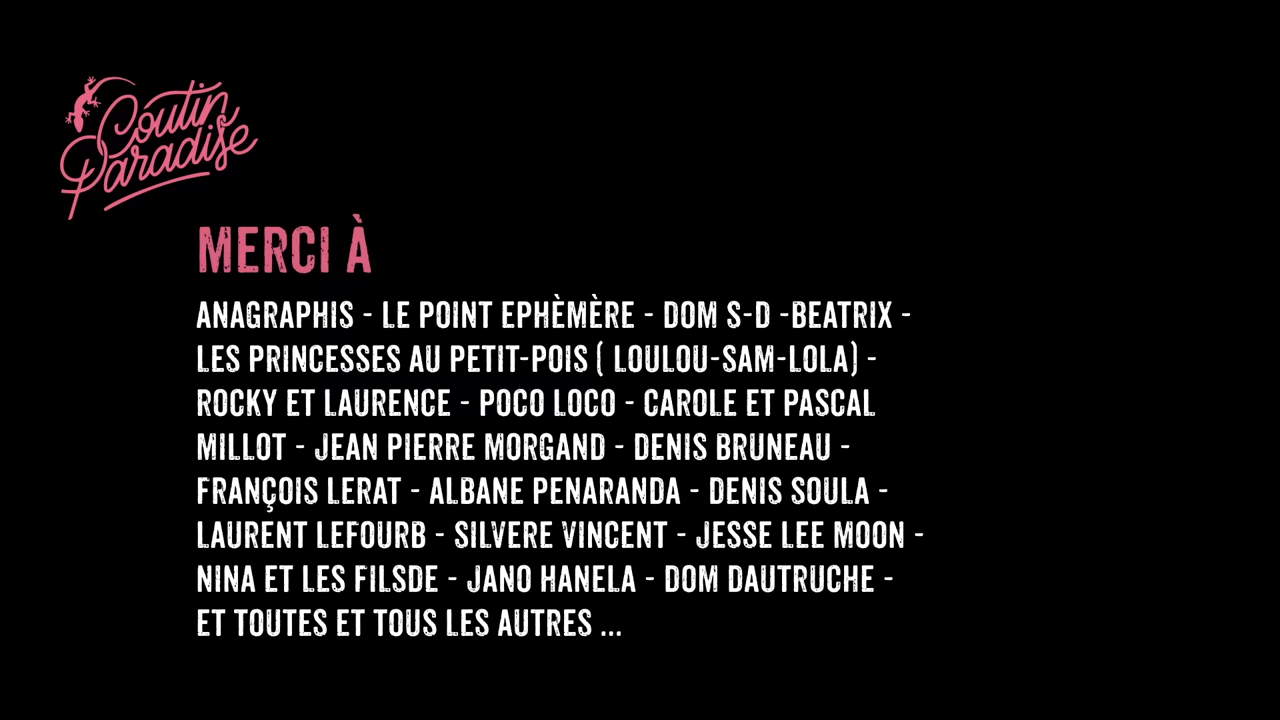 Coutin
Paradise
MERCI À
ANAGRAPHIS - LE POINT EPHÈMÈRE - DOM S-D -BEATRIX -
LES PRINCESSES AU PETIT-POIS ( LOULOU-SAM-LOLA) -
ROCKY ET LAURENCE - POCO LOCO - CAROLE ET PASCAL
MILLOT - JEAN PIERRE MORGAND - DENIS BRUNEAU -
FRANÇOIS LERAT - ALBANE PENARANDA - DENIS SOULA -
LAURENT LEFOURB - SILVERE VINCENT - JESSE LEE MOON -
NINA ET LES FILSDE - JANO HANELA - DOM DAUTRUCHE -
ET TOUTES ET TOUS LES AUTRES ...